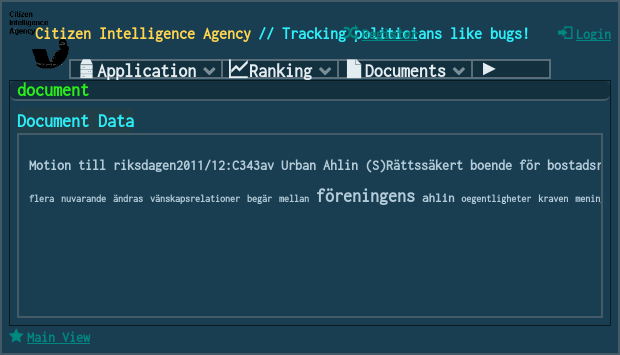 Citizen
Intelligence
Agency
Citizen Intelligence Agency // Tracking politicians like bugs!
Login
Application
Ranking
Documents
document
Document Data
Motion till riksdagen2011/12:C343av Urban Ahlin (S)Rättssäkert boende för
flera nuvarande ändras vänskapsrelationer begär mellan föreningens ahlin oegentligheter kraven
Main View